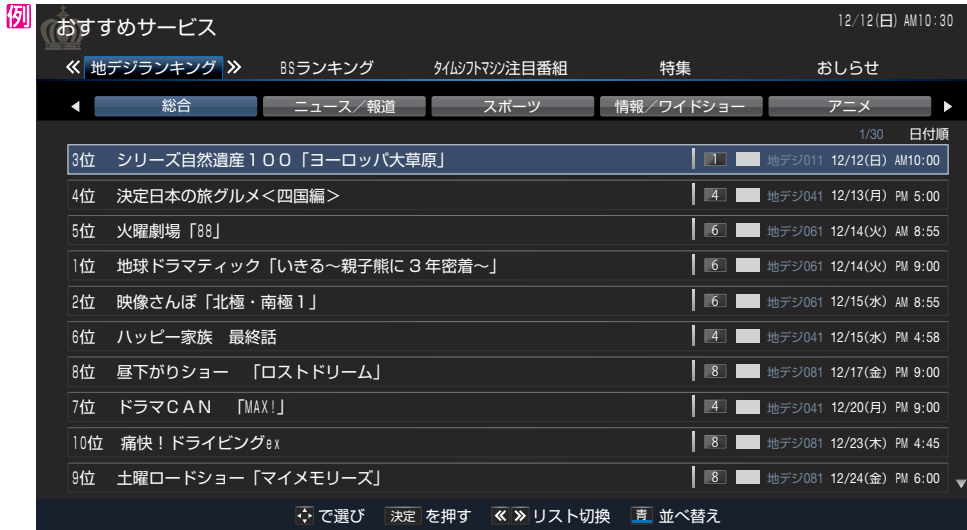 例
おすすめサービス 12/12(日) AM10:30
≪ 地デジランキング ≫ BSランキング タイムシフトマシン注目番組 特集 おしらせ
◀ 総合 ニュース／報道 スポーツ 情報／ワイドショー アニメ ▶
1/30 日付順
3位 シリーズ自然遺産１００「ヨーロッパ大草原」 1 地デジ011 12/12(日) AM10:00
4位 決定日本の旅グルメ＜四国編＞ 4 地デジ041 12/13(月) PM 5:00
5位 火曜劇場「88」 6 地デジ061 12/14(火) AM 8:55
1位 地球ドラマティック「いきる～親子熊に３年密着～」 6 地デジ061 12/14(火) PM 9:00
2位 映像さんぽ「北極・南極１」 6 地デジ061 12/15(水) AM 8:55
6位 ハッピー家族　最終話 4 地デジ041 12/15(水) PM 4:58
8位 昼下がりショー　「ロストドリーム」 8 地デジ081 12/17(金) PM 9:00
7位 ドラマＣＡＮ　「MAX!」 4 地デジ041 12/20(月) PM 9:00
10位 痛快！ドライビングex 8 地デジ081 12/23(木) PM 4:45
9位 土曜ロードショー「マイメモリーズ」 8 地デジ081 12/24(金) PM 6:00
で選び 決定 を押す ≪ ≫ リスト切換 青 並べ替え